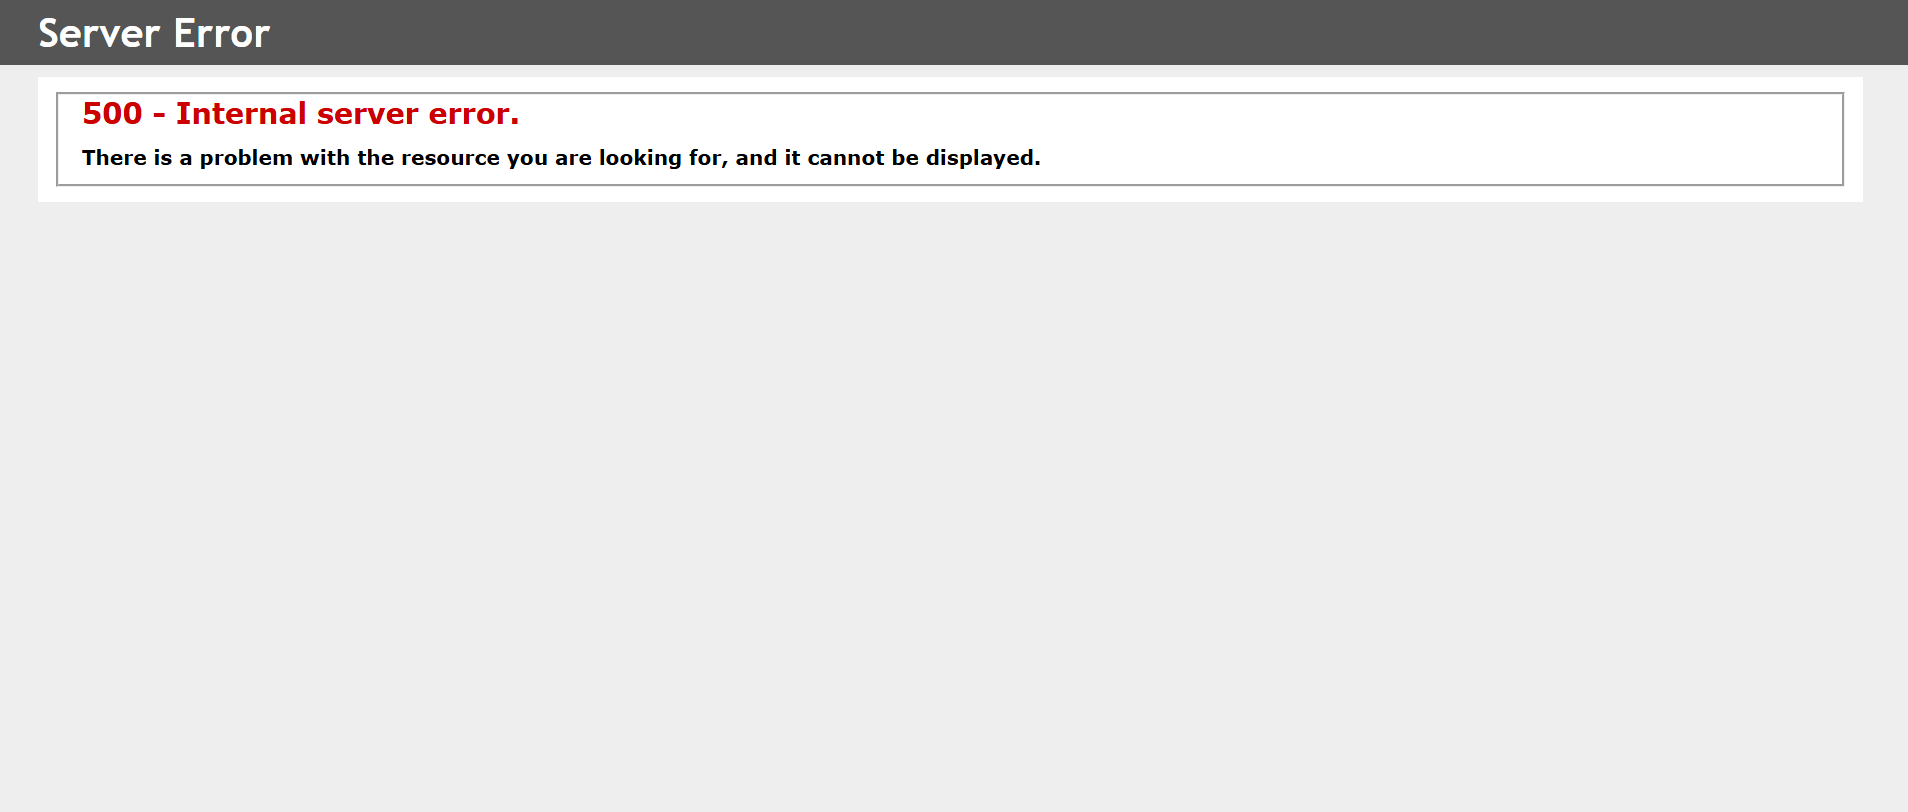 Server Error
500 - Internal server error.
There is a problem with the resource you are looking for, and it cannot be displayed.